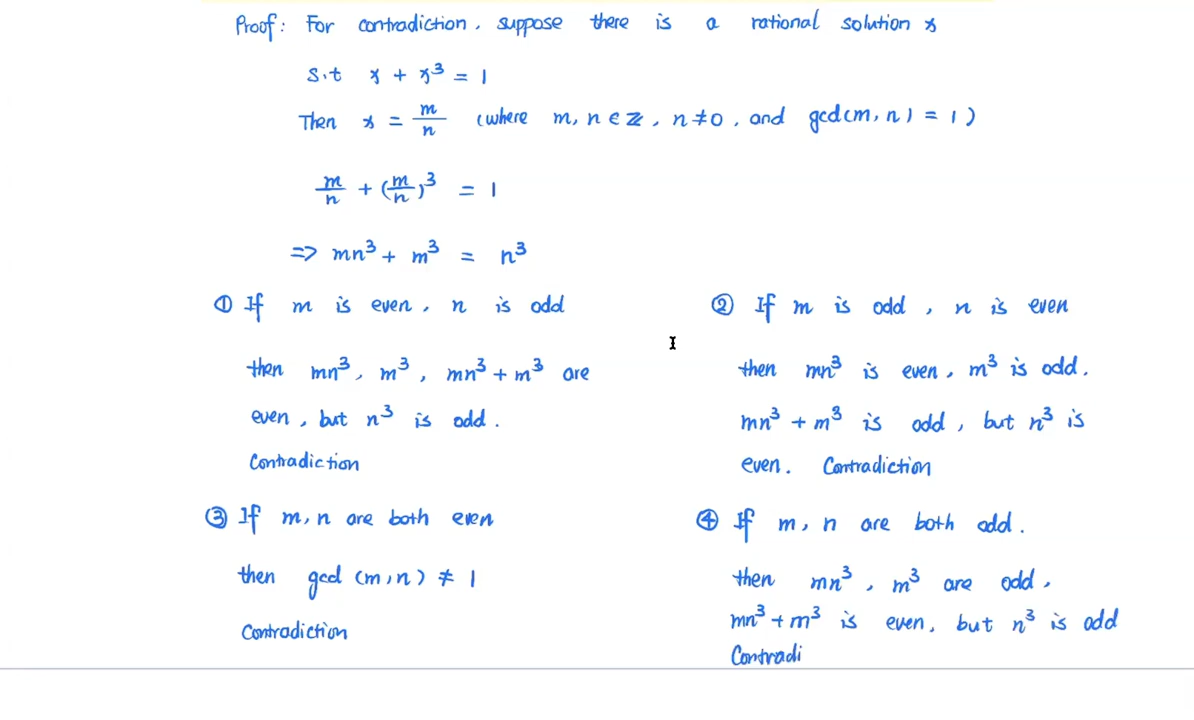 Proof: For contradiction, suppose there is a rational solution x
s.t x + x³ = 1
Then x = m/n (where m, n ∈ ℤ, n ≠ 0, and gcd(m, n) = 1)
m/n + (m/n)³ = 1
=> mn³ + m³ = n³
① If m is even, n is odd
then mn³, m³, mn³ + m³ are
even, but n³ is odd.
Contradiction
② If m is odd, n is even
then mn³ is even, m³ is odd.
mn³ + m³ is odd, but n³ is
even. Contradiction
③ If m, n are both even
then gcd (m, n) ≠ 1
Contradiction
④ If m, n are both odd.
then mn³, m³ are odd,
mn³ + m³ is even, but n³ is odd
Contradi